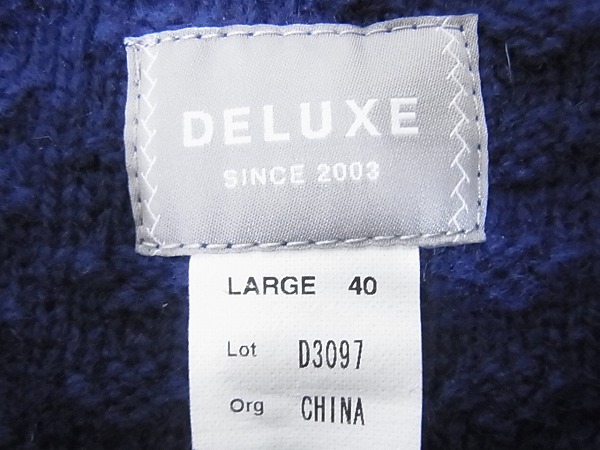 DELUXE
SINCE 2003
LARGE 40
Lot D3097
Org CHINA